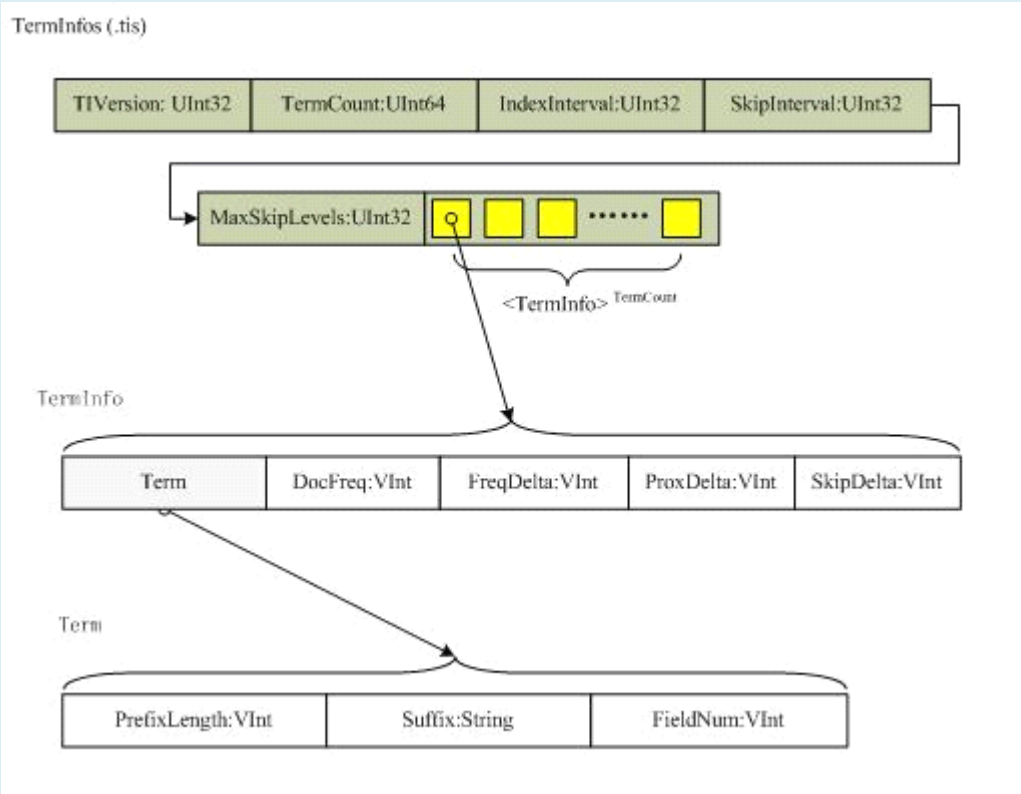 TermInfos (.tis)
TIVersion: UInt32 TermCount:UInt64 IndexInterval:UInt32 SkipInterval:UInt32
MaxSkipLevels:UInt32 ······
<TermInfo> TermCount
TermInfo
Term DocFreq:VInt FreqDelta:VInt ProxDelta:VInt SkipDelta:VInt
Term
PrefixLength:VInt Suffix:String FieldNum:VInt